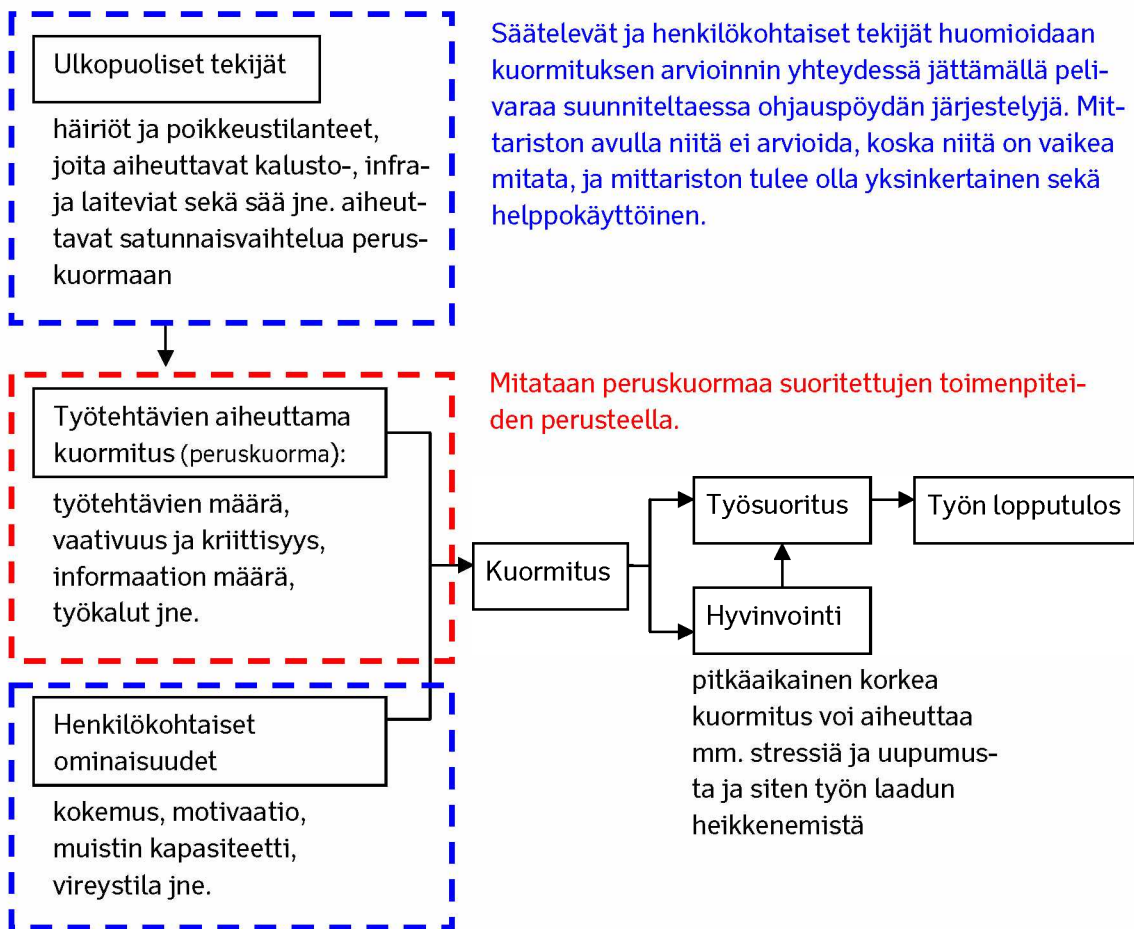 Ulkopuoliset tekijät
häiriöt ja poikkeustilanteet,
joita aiheuttavat kalusto-, infra-
ja laiteviat sekä sää jne. aiheut-
tavat satunnaisvaihtelua perus-
kuormaan
Säätelevät ja henkilökohtaiset tekijät huomioidaan
kuormituksen arvioinnin yhteydessä jättämällä peli-
varaa suunniteltaessa ohjauspöydän järjestelyjä. Mit-
tariston avulla niitä ei arvioida, koska niitä on vaikea
mitata, ja mittariston tulee olla yksinkertainen sekä
helppokäyttöinen.
Työtehtävien aiheuttama
kuormitus (peruskuorma):
työtehtävien määrä,
vaativuus ja kriittisyys,
informaation määrä,
työkalut jne.
Mitataan peruskuormaa suoritettujen toimenpitei-
den perusteella.
Kuormitus
Työsuoritus
Työn lopputulos
Hyvinvointi
pitkäaikainen korkea
kuormitus voi aiheuttaa
mm. stressiä ja uupumus-
ta ja siten työn laadun
heikkenemistä
Henkilökohtaiset
ominaisuudet
kokemus, motivaatio,
muistin kapasiteetti,
vireystila jne.